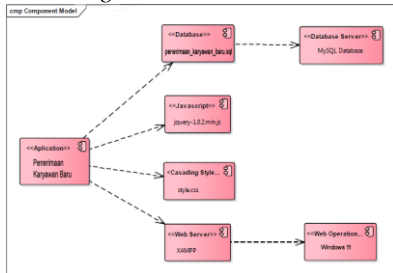 cmp Component Model
<<Database>>
penerimaan_karyawan_baru.sql
<<Database Server>>
MySQL Database
<<Javascript>>
jquery-1.8.2.min.js
<<Aplication>>
Penerimaan
Karyawan Baru
<<Casading Style...
style.css
<<Web Server>>
XAMPP
<<Web Operation...
Windows 11